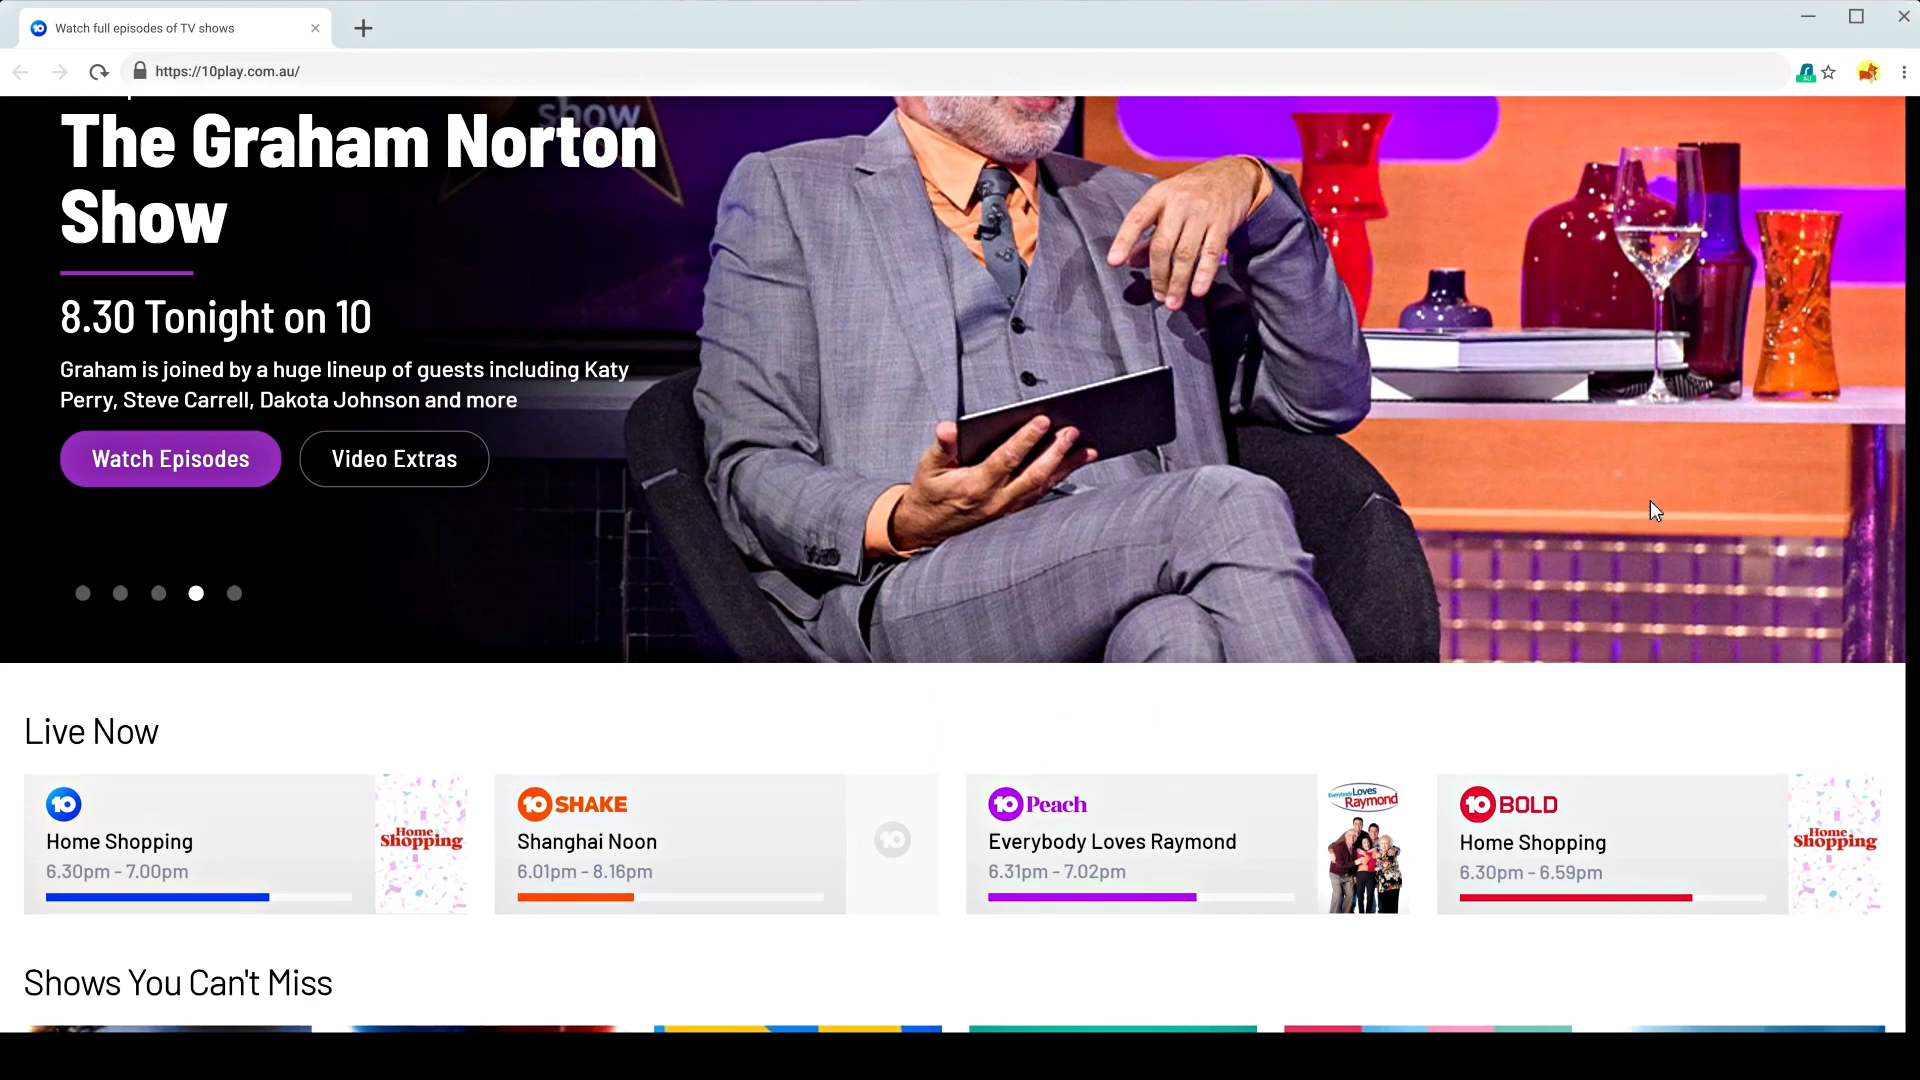 10
Watch full episodes of TV shows
https://10play.com.au/
AU
show
The Graham Norton
Show
8.30 Tonight on 10
Graham is joined by a huge lineup of guests including Katy
Perry, Steve Carrell, Dakota Johnson and more
Watch Episodes
Video Extras
Live Now
10
Home Shopping
6.30pm - 7.00pm
Home
Shopping
10 SHAKE
Shanghai Noon
6.01pm - 8.16pm
10
10 Peach
Everybody Loves Raymond
6.31pm - 7.02pm
Everybody Loves
Raymond
10 BOLD
Home Shopping
6.30pm - 6.59pm
Home
Shopping
Shows You Can't Miss